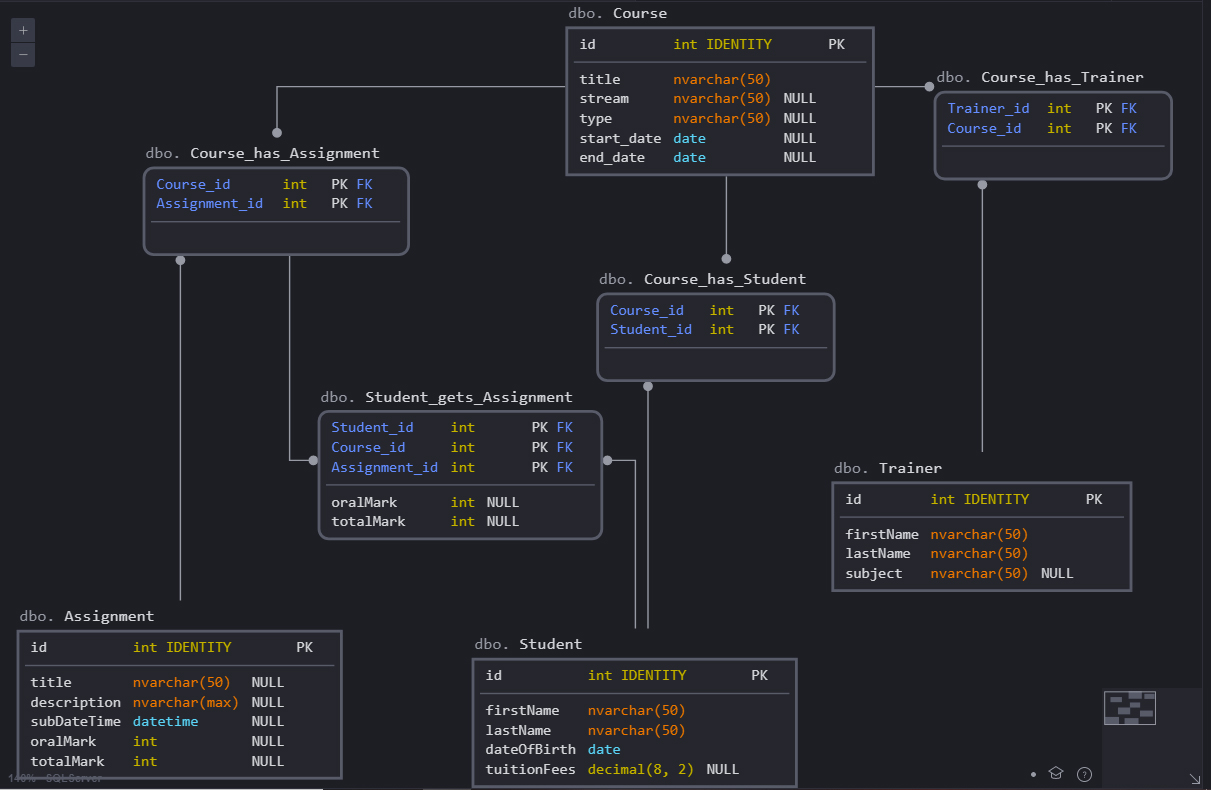 +
−
dbo. Course
id int IDENTITY PK
title nvarchar(50)
stream nvarchar(50) NULL
type nvarchar(50) NULL
start_date date NULL
end_date date NULL
dbo. Course_has_Trainer
Trainer_id int PK FK
Course_id int PK FK
dbo. Course_has_Assignment
Course_id int PK FK
Assignment_id int PK FK
dbo. Course_has_Student
Course_id int PK FK
Student_id int PK FK
dbo. Student_gets_Assignment
Student_id int PK FK
Course_id int PK FK
Assignment_id int PK FK
oralMark int NULL
totalMark int NULL
dbo. Trainer
id int IDENTITY PK
firstName nvarchar(50)
lastName nvarchar(50)
subject nvarchar(50) NULL
dbo. Assignment
id int IDENTITY PK
title nvarchar(50) NULL
description nvarchar(max) NULL
subDateTime datetime NULL
oralMark int NULL
totalMark int NULL
dbo. Student
id int IDENTITY PK
firstName nvarchar(50)
lastName nvarchar(50)
dateOfBirth date
tuitionFees decimal(8, 2) NULL
SQLServer
?